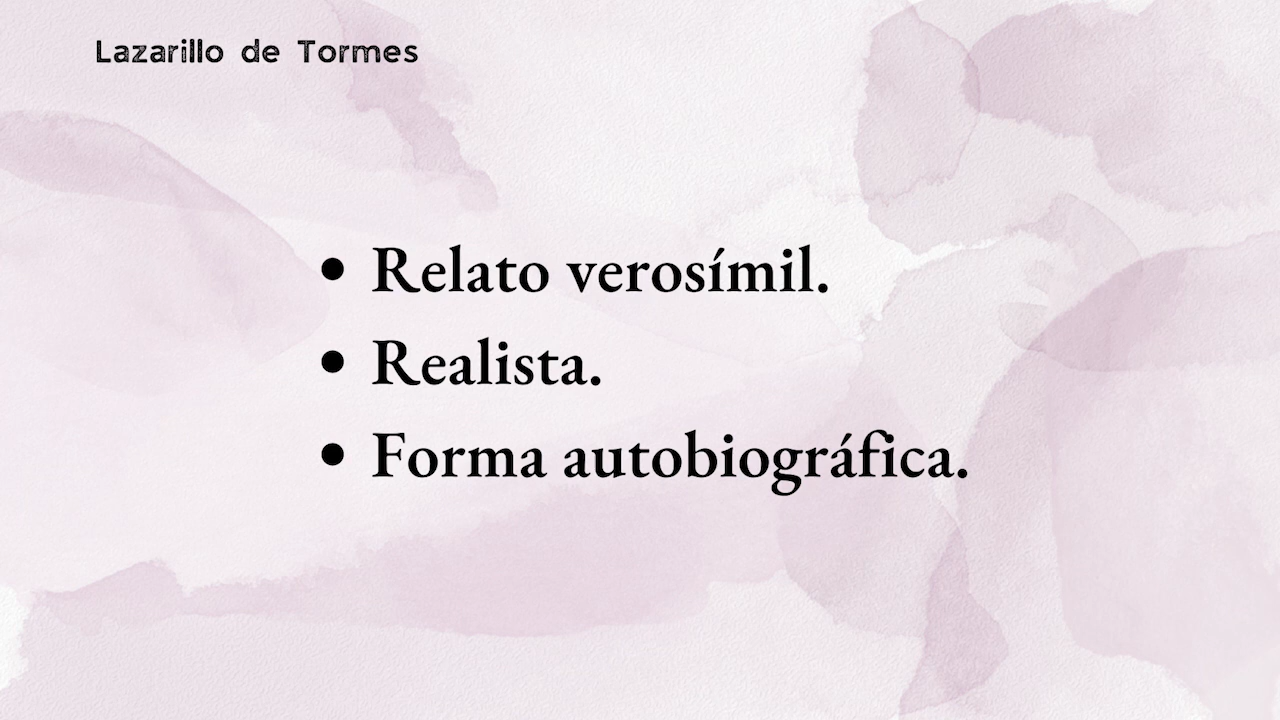 Lazarillo de Tormes
• Relato verosímil.
• Realista.
• Forma autobiográfica.